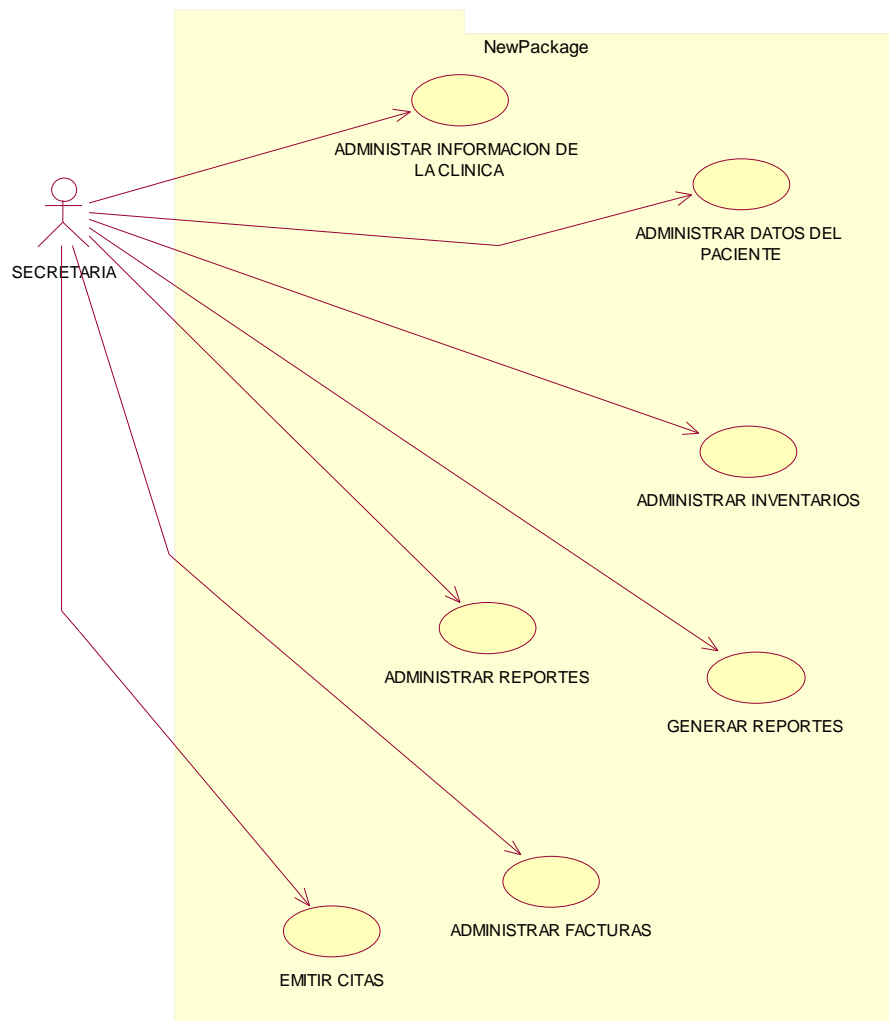 NewPackage
ADMINISTAR INFORMACION DE
LA CLINICA
ADMINISTRAR DATOS DEL
PACIENTE
SECRETARIA
ADMINISTRAR INVENTARIOS
ADMINISTRAR REPORTES
GENERAR REPORTES
ADMINISTRAR FACTURAS
EMITIR CITAS